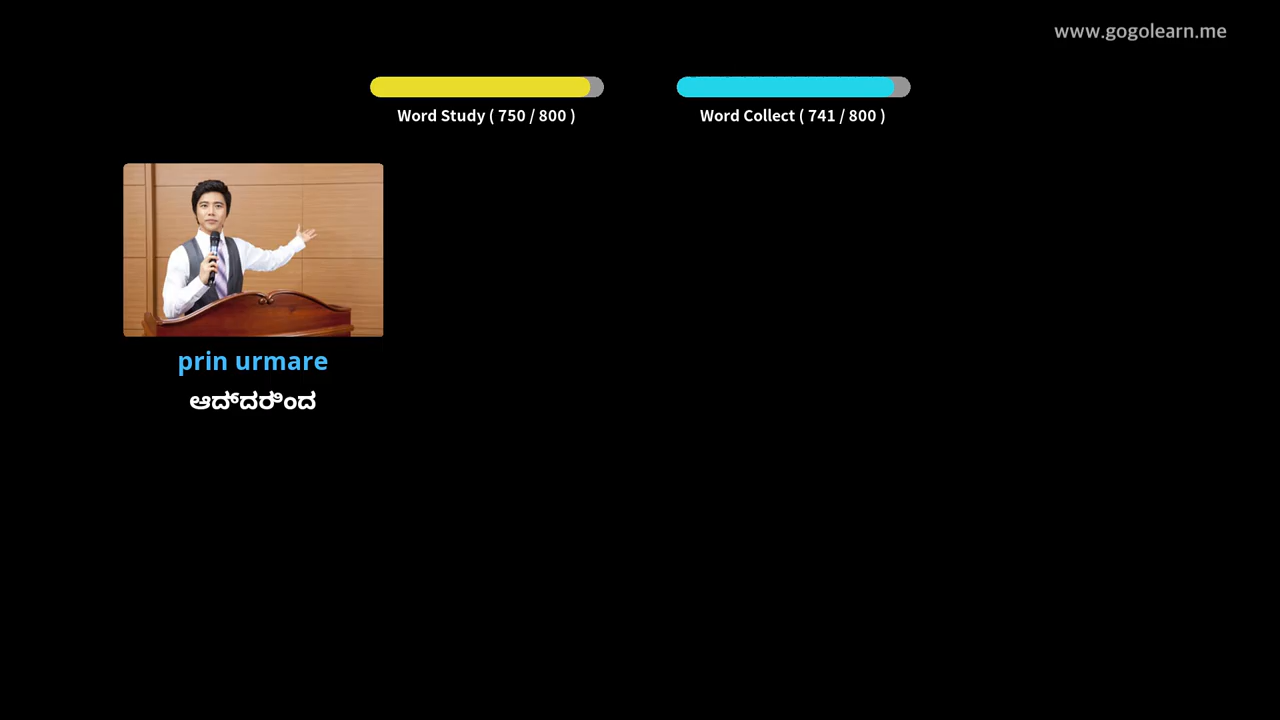 www.gogolearn.me
Word Study ( 750 / 800 )
Word Collect ( 741 / 800 )
prin urmare
ಆದ್ದರಿಂದ